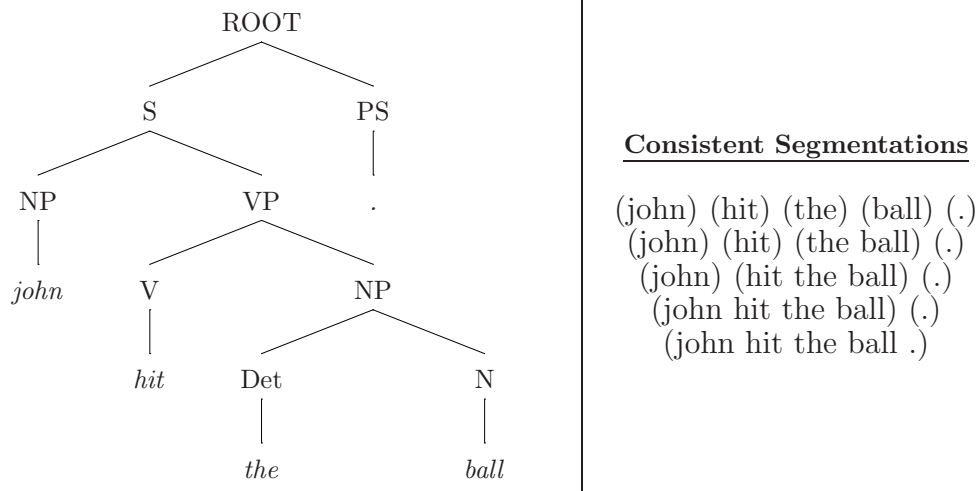 ROOT
S PS
NP VP .
john V NP
hit Det N
the ball
Consistent Segmentations
(john) (hit) (the) (ball) (.)
(john) (hit) (the ball) (.)
(john) (hit the ball) (.)
(john hit the ball) (.)
(john hit the ball .)